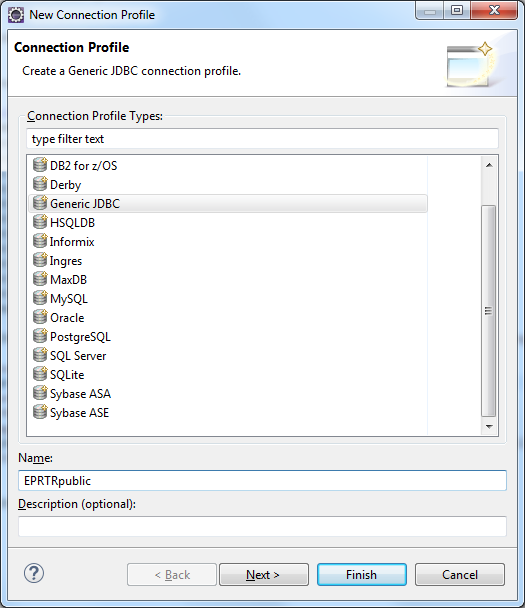 New Connection Profile
Connection Profile
Create a Generic JDBC connection profile.
Connection Profile Types:
type filter text
DB2 for z/OS
Derby
Generic JDBC
HSQLDB
Informix
Ingres
MaxDB
MySQL
Oracle
PostgreSQL
SQL Server
SQLite
Sybase ASA
Sybase ASE
Name:
EPRTRpublic
Description (optional):
< Back Next > Finish Cancel